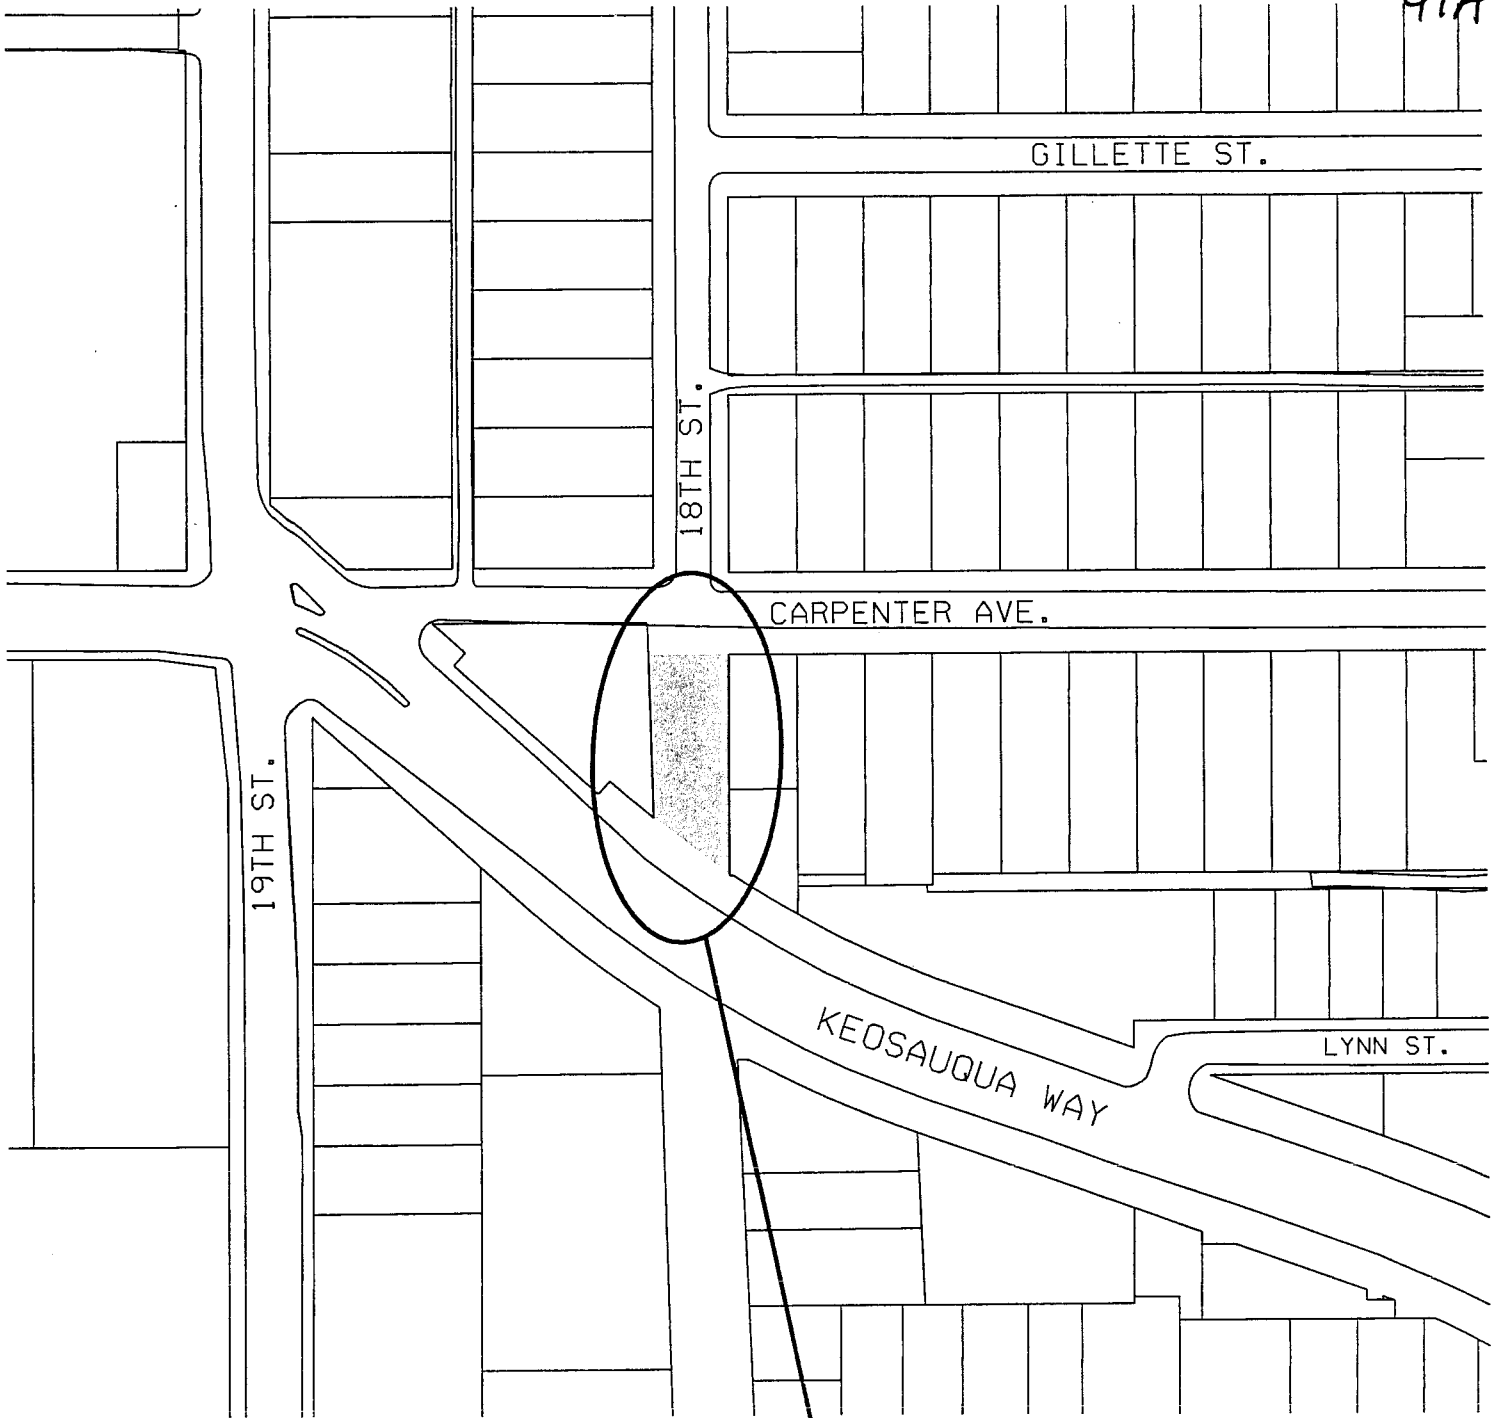 GILLETTE ST.
18TH ST.
CARPENTER AVE.
19TH ST.
KEOSAUQUA WAY
LYNN ST.